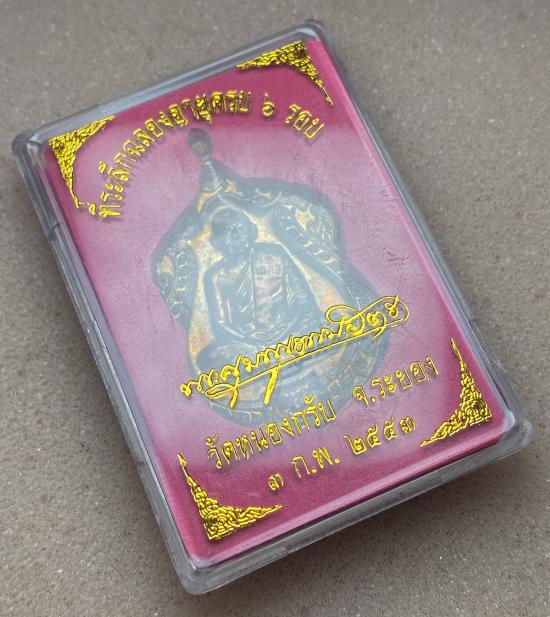 ที่ระลึกฉลองอายุครบ ๖ รอบ
วัดหนองกรับ จ.ระยอง
๓ ก.พ. ๒๕๕๓